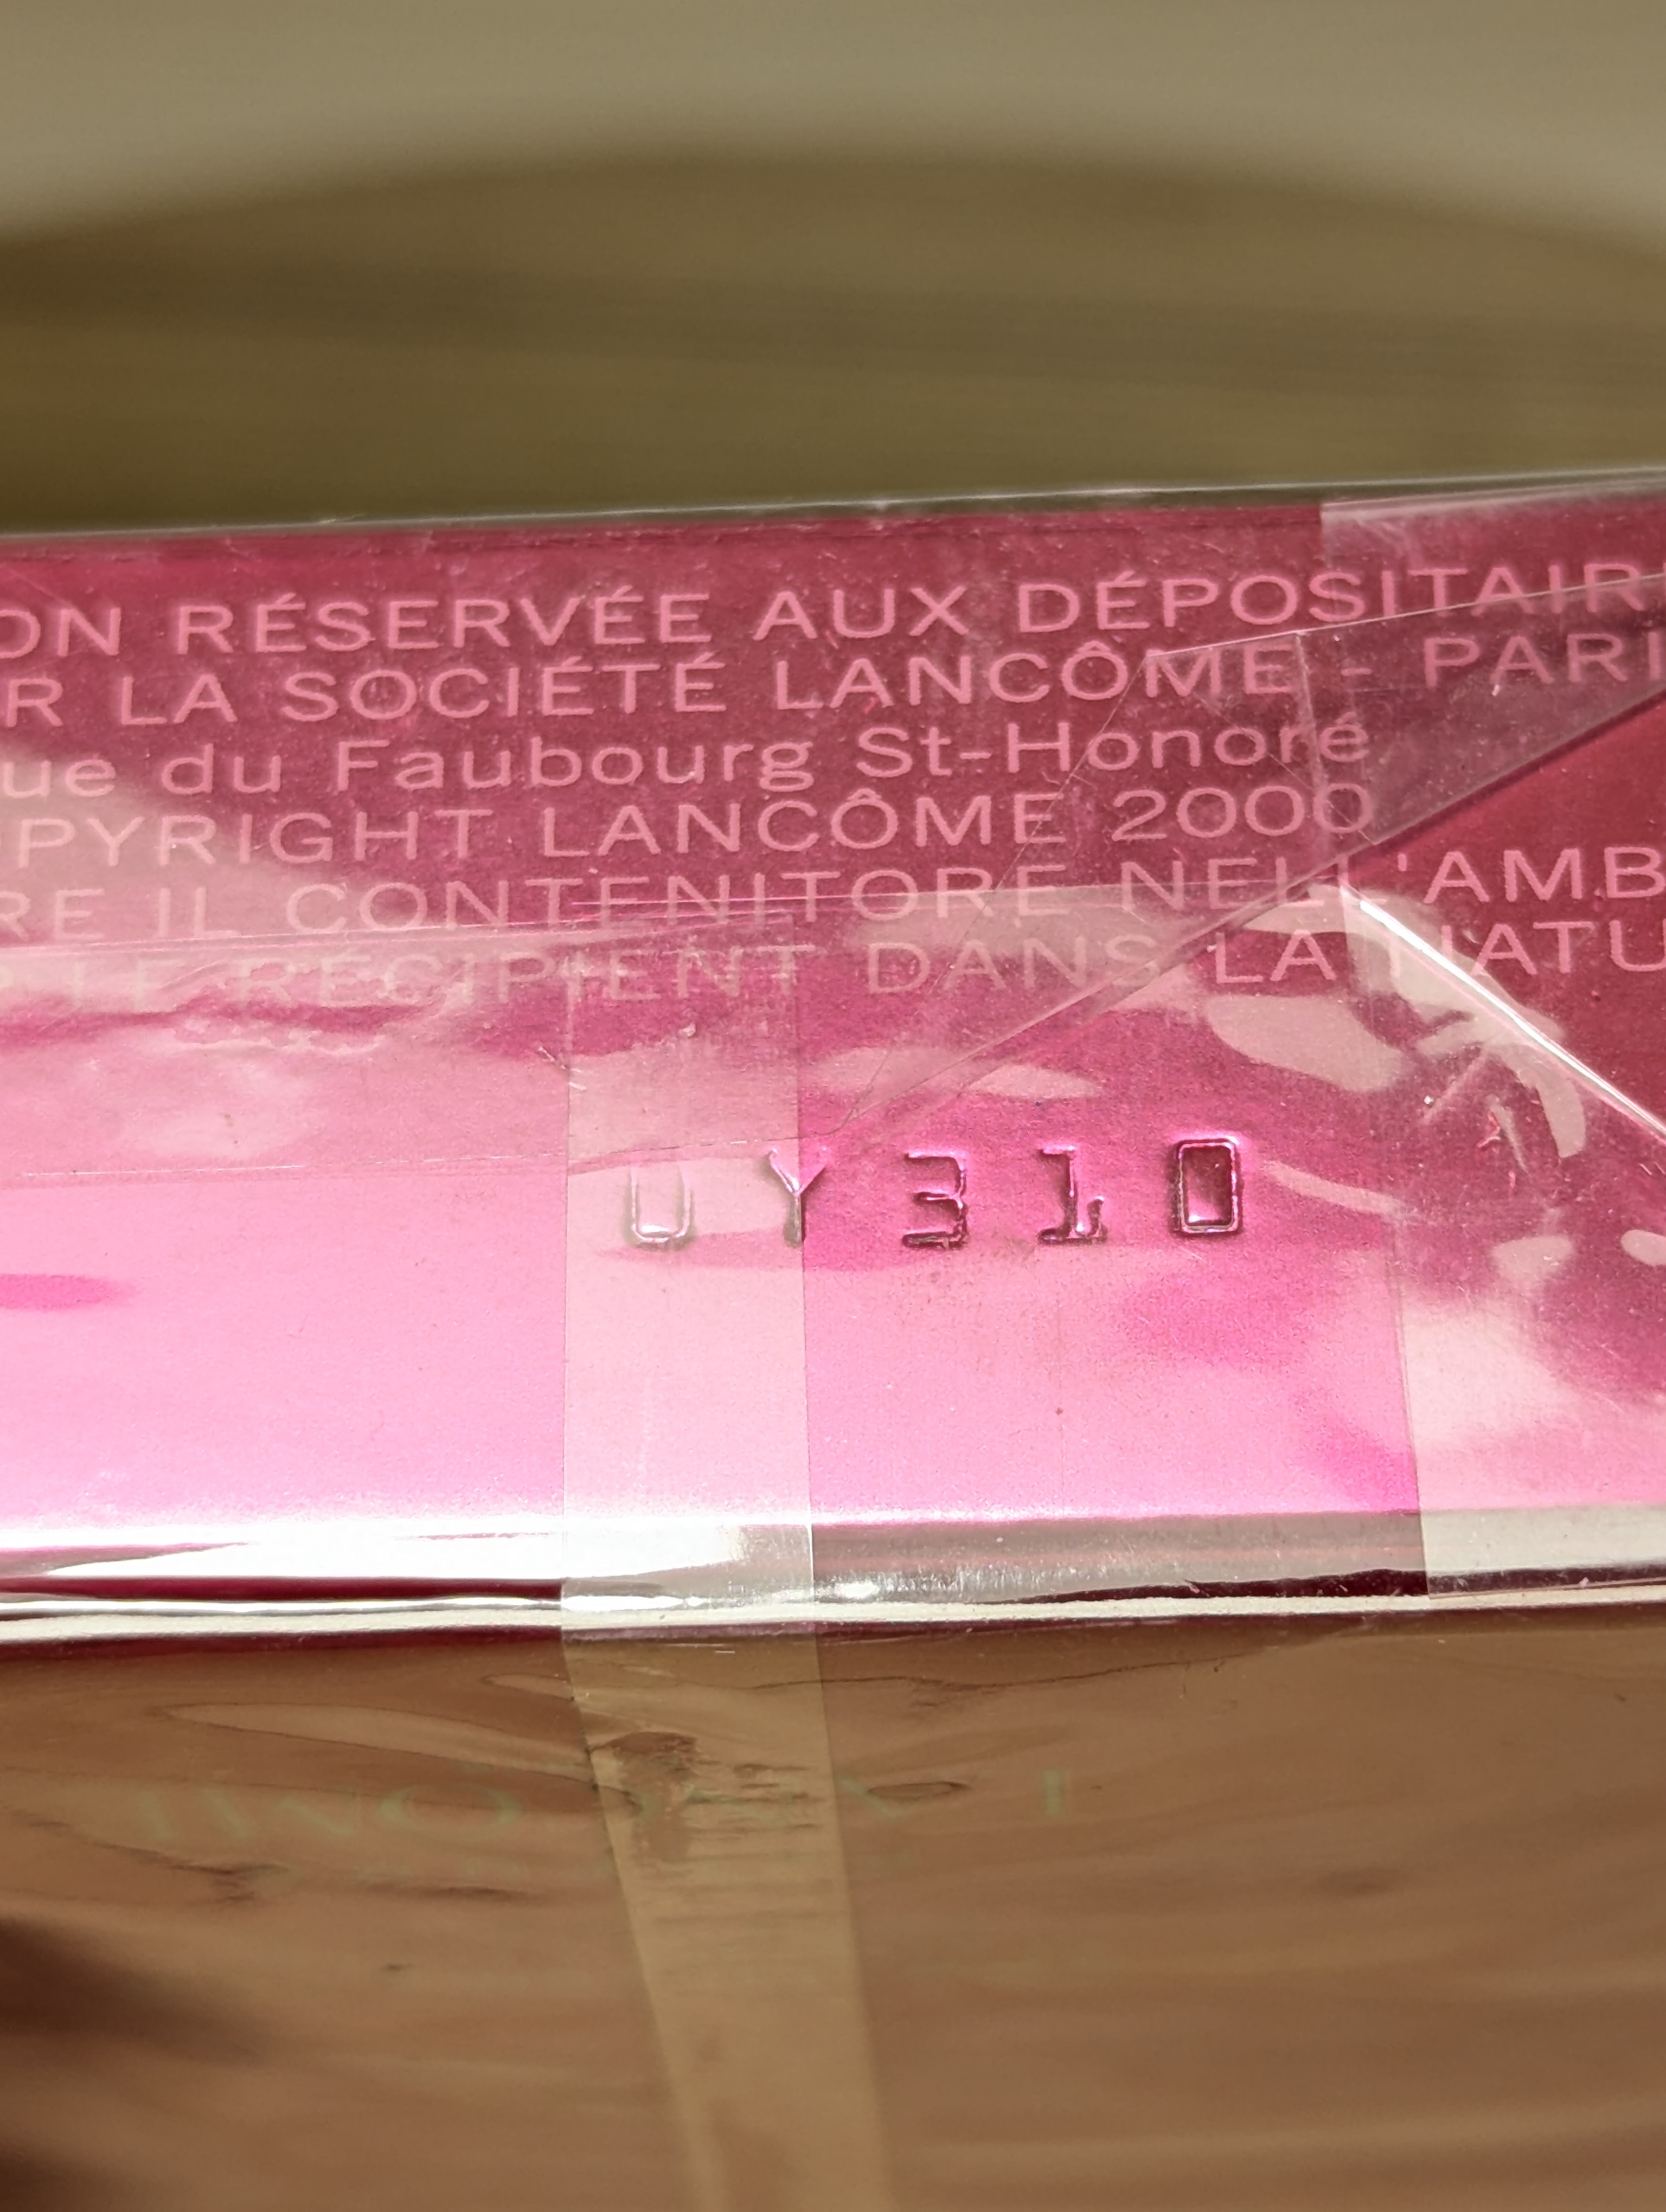 ON RÉSERVÉE AUX DÉPOSITAIR
R LA SOCIÉTÉ LANCÔME - PARI
ue du Faubourg St-Honoré
PYRIGHT LANCÔME 2000
RE IL CONTENITORE NELL'AMB
R LE RÉCIPIENT DANS LA NATU
UY310